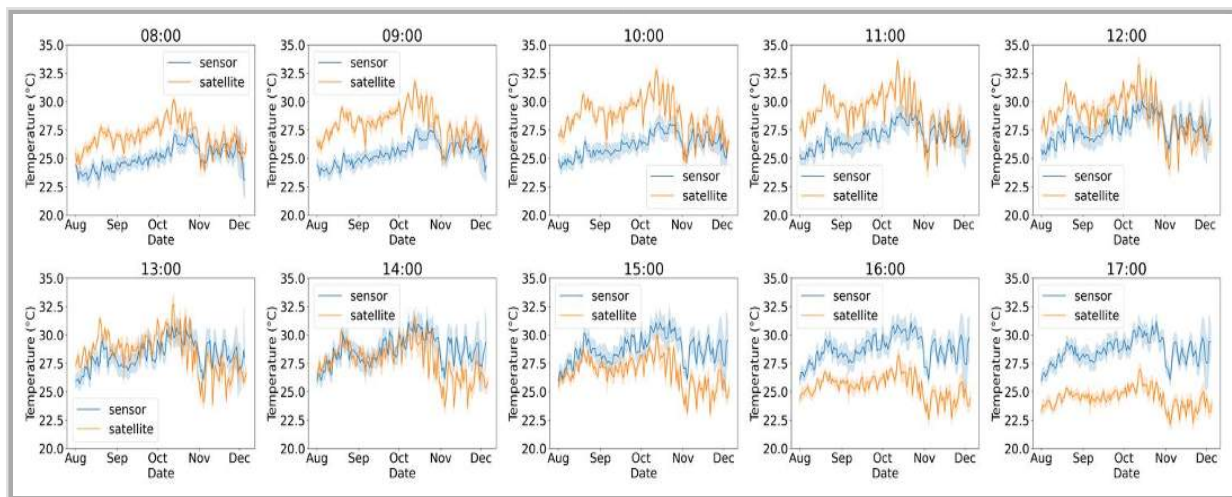 08:00
35.0
32.5
30.0
27.5
25.0
22.5
20.0
Temperature (°C)
sensor
satellite
Aug Sep Oct Nov Dec
Date
09:00
35.0
32.5
30.0
27.5
25.0
22.5
20.0
Temperature (°C)
sensor
satellite
Aug Sep Oct Nov Dec
Date
10:00
35.0
32.5
30.0
27.5
25.0
22.5
20.0
Temperature (°C)
sensor
satellite
Aug Sep Oct Nov Dec
Date
11:00
35.0
32.5
30.0
27.5
25.0
22.5
20.0
Temperature (°C)
sensor
satellite
Aug Sep Oct Nov Dec
Date
12:00
35.0
32.5
30.0
27.5
25.0
22.5
20.0
Temperature (°C)
sensor
satellite
Aug Sep Oct Nov Dec
Date
13:00
35.0
32.5
30.0
27.5
25.0
22.5
20.0
Temperature (°C)
sensor
satellite
Aug Sep Oct Nov Dec
Date
14:00
35.0
32.5
30.0
27.5
25.0
22.5
20.0
Temperature (°C)
sensor
satellite
Aug Sep Oct Nov Dec
Date
15:00
35.0
32.5
30.0
27.5
25.0
22.5
20.0
Temperature (°C)
sensor
satellite
Aug Sep Oct Nov Dec
Date
16:00
35.0
32.5
30.0
27.5
25.0
22.5
20.0
Temperature (°C)
sensor
satellite
Aug Sep Oct Nov Dec
Date
17:00
35.0
32.5
30.0
27.5
25.0
22.5
20.0
Temperature (°C)
sensor
satellite
Aug Sep Oct Nov Dec
Date